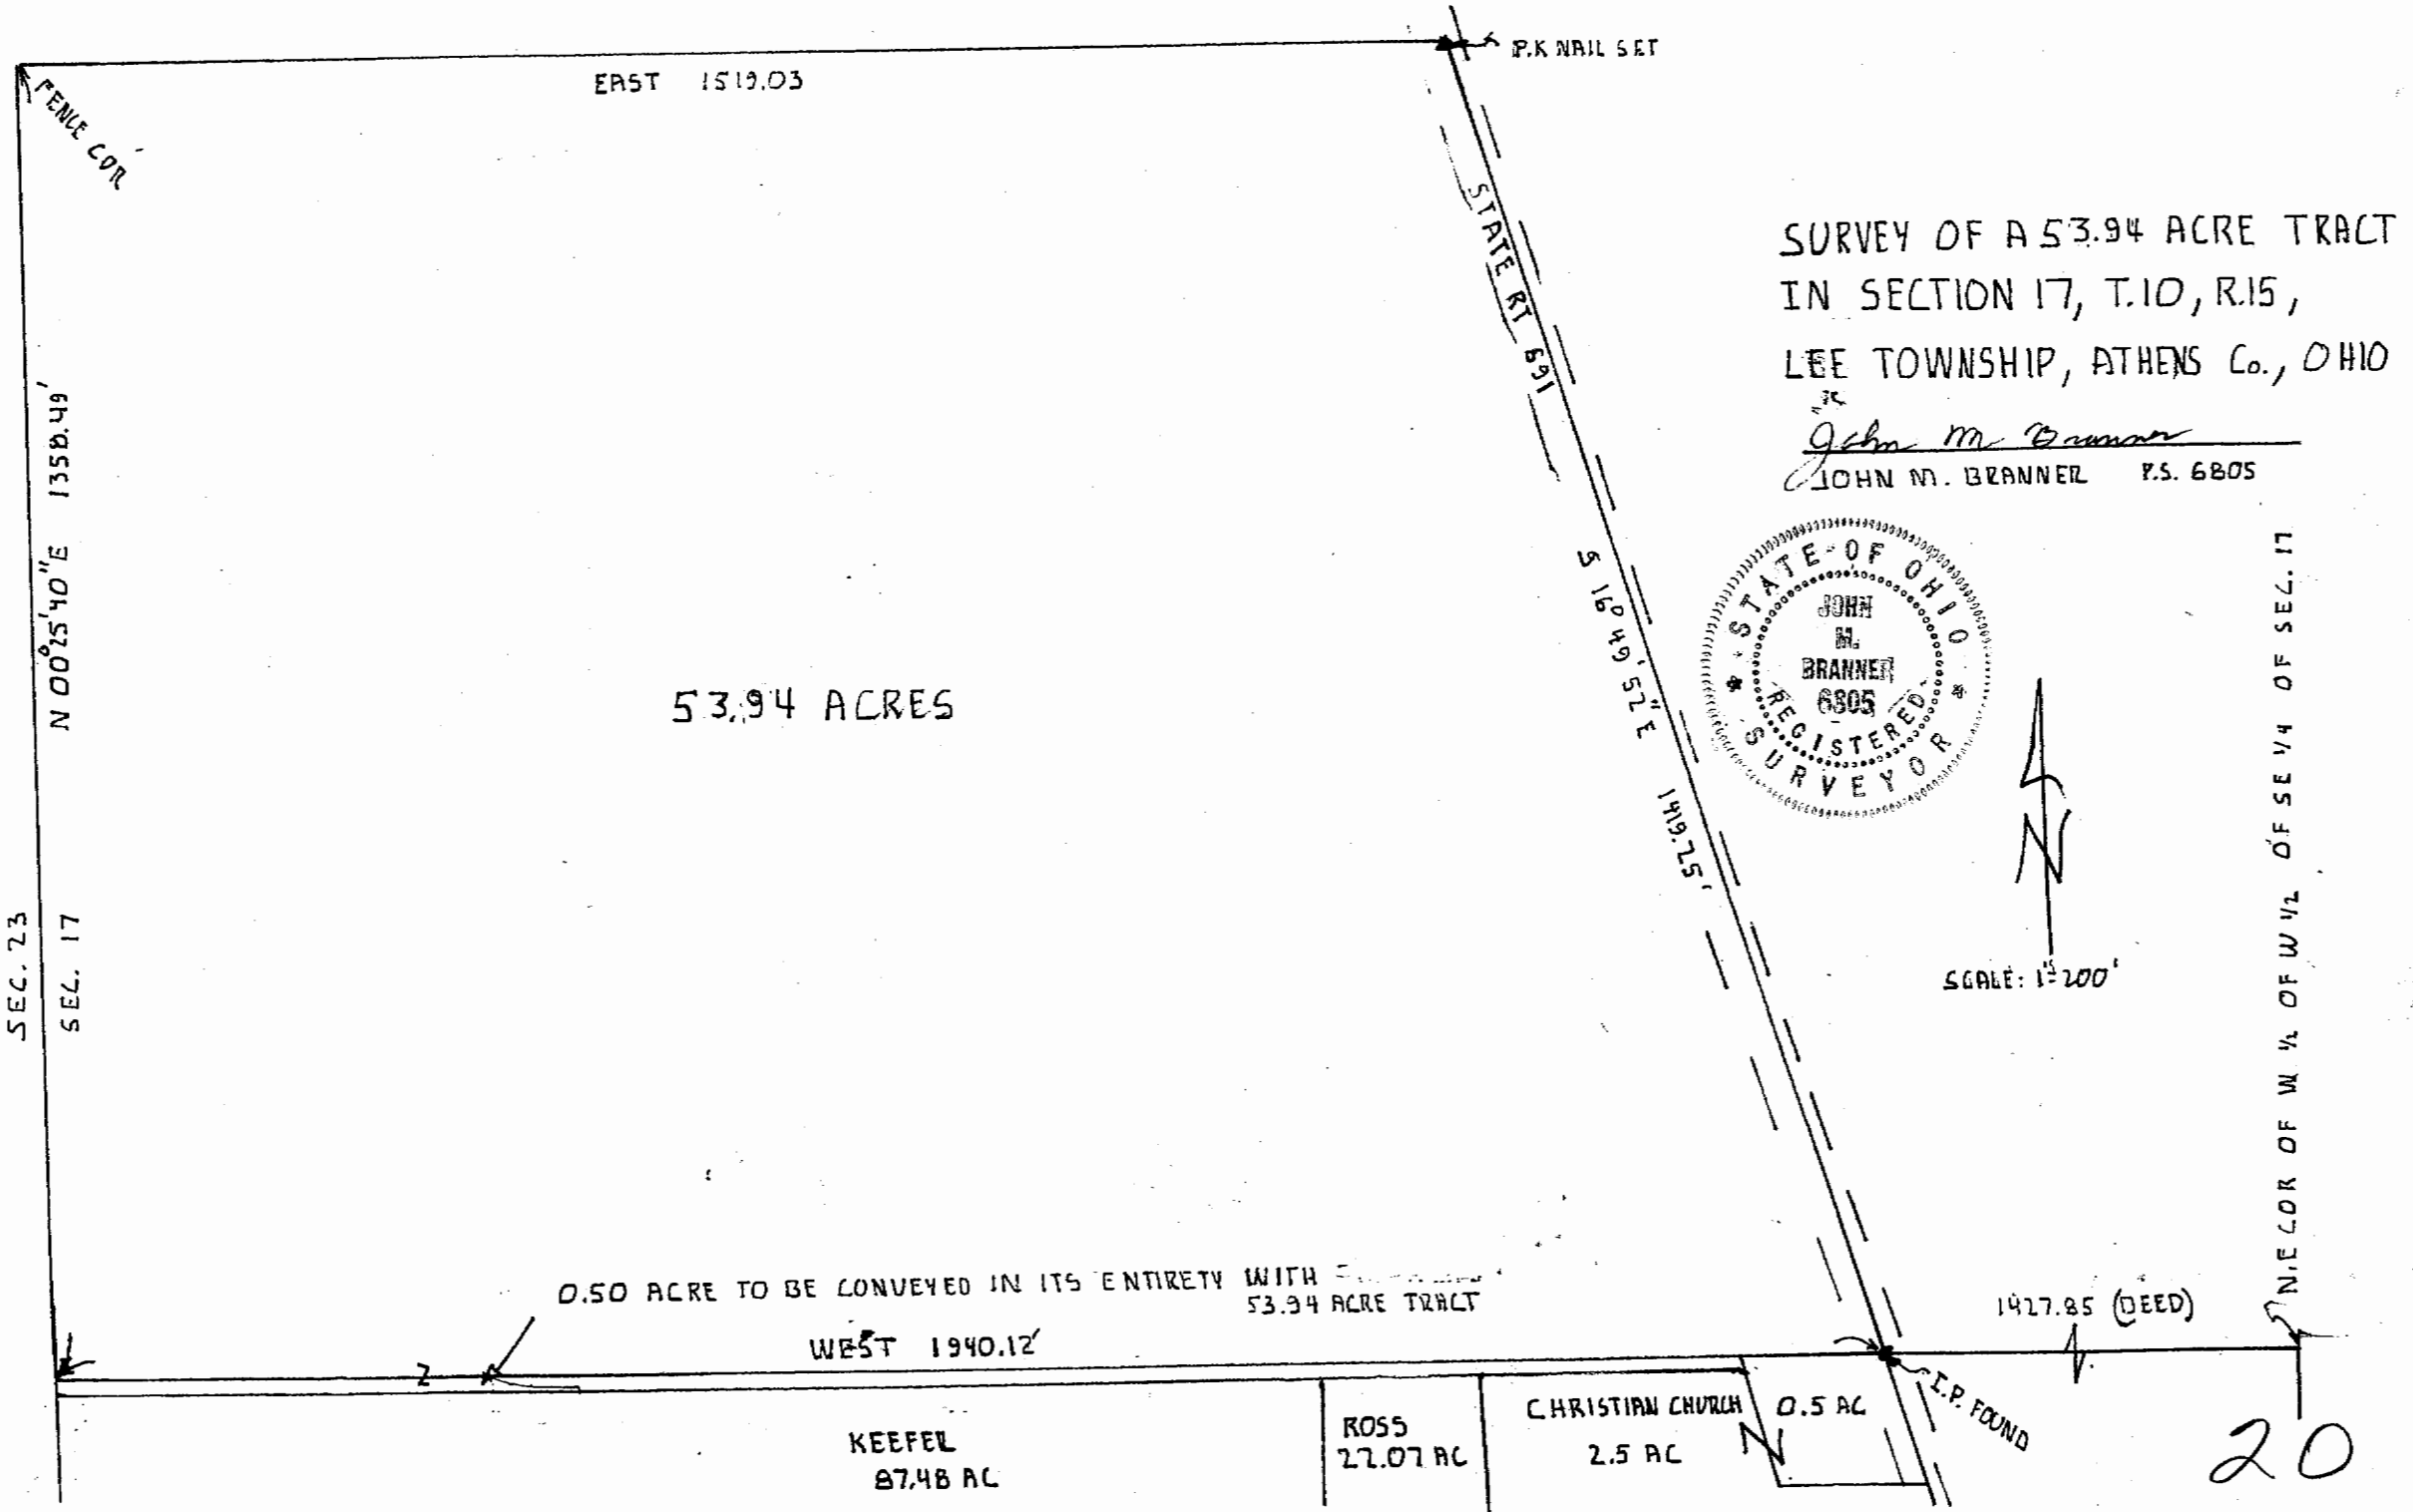 P.K NAIL SET
EAST 1519.03
FENCE COR
STATE RT 691
SURVEY OF A 53.94 ACRE TRACT
IN SECTION 17, T.10, R.15,
LEE TOWNSHIP, ATHENS Co., OHIO
John M Branner
JOHN M. BRANNER P.S. 6805
N 00°25'40"E 1358.49'
S 16° 49' 52" E 1419.25'
STATE OF OHIO
JOHN
M.
BRANNER
6805
REGISTERED
SURVEYOR
53.94 ACRES
N
SCALE: 1"=200'
SEC. 23
SEC. 17
N.E COR OF W ½ OF W ½ OF SE 1/4 OF SEC. 17
0.50 ACRE TO BE CONVEYED IN ITS ENTIRETY WITH
53.94 ACRE TRACT
WEST 1940.12'
1427.85 (DEED)
I.P. FOUND
KEEFER
87.48 AC
ROSS
22.07 AC
CHRISTIAN CHURCH
2.5 AC
0.5 AC
20